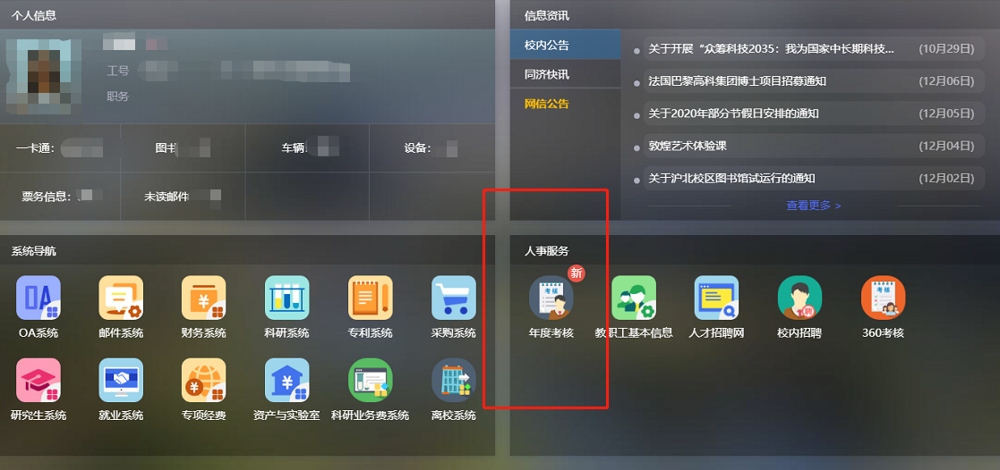 个人信息
工号
职务
一卡通:
图书
车辆:
设备:
票务信息:
未读邮件
信息资讯
校内公告
同济快讯
网信公告
关于开展“众筹科技2035：我为国家中长期科技... (10月29日)
法国巴黎高科集团博士项目招募通知 (12月06日)
关于2020年部分节假日安排的通知 (12月05日)
敦煌艺术体验课 (12月04日)
关于沪北校区图书馆试运行的通知 (12月02日)
查看更多 >
系统导航
OA
OA系统
邮件系统
财务系统
科研系统
专利系统
采购系统
研究生系统
就业系统
专项经费
资产与实验室
科研业务费系统
离校系统
人事服务
新
考核
年度考核
教职工基本信息
人才招聘网
聘
校内招聘
考核
360考核